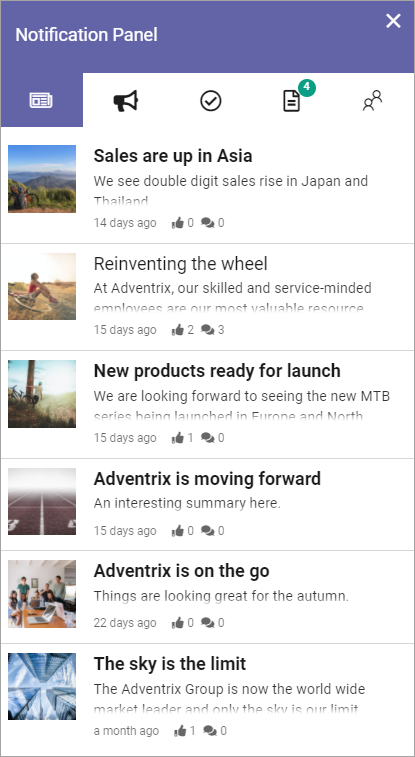 Notification Panel
4
Sales are up in Asia
We see double digit sales rise in Japan and
Thailand
14 days ago 0 0
Reinventing the wheel
At Adventrix, our skilled and service-minded
employees are our most valuable resource
15 days ago 2 3
New products ready for launch
We are looking forward to seeing the new MTB
series being launched in Europe and North
15 days ago 1 0
Adventrix is moving forward
An interesting summary here.
15 days ago 0 0
Adventrix is on the go
Things are looking great for the autumn.
22 days ago 0 0
The sky is the limit
The Adventrix Group is now the world wide
market leader and only the sky is our limit
a month ago 1 0